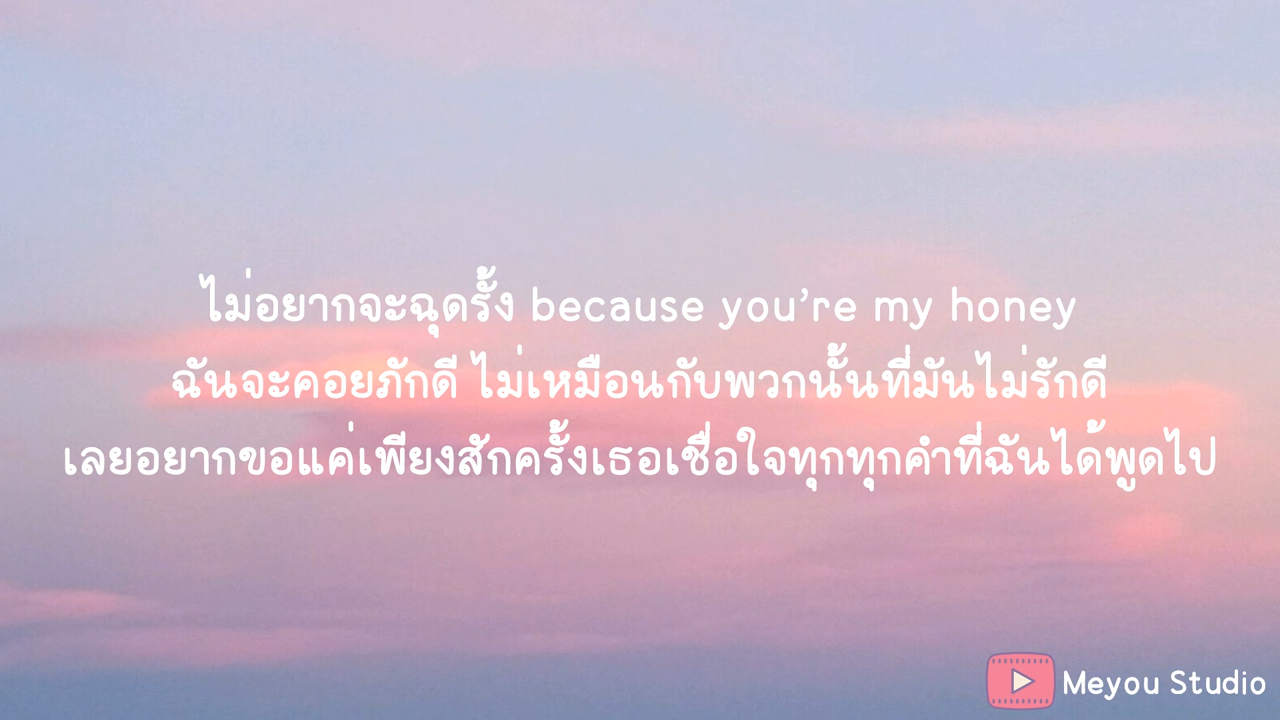 ไม่อยากจะฉุดรั้ง because you’re my honey
ฉันจะคอยภักดี ไม่เหมือนกับพวกนั้นที่มันไม่รักดี
เลยอยากขอแค่เพียงสักครั้งเธอเชื่อใจทุกทุกคำที่ฉันได้พูดไป
Meyou Studio